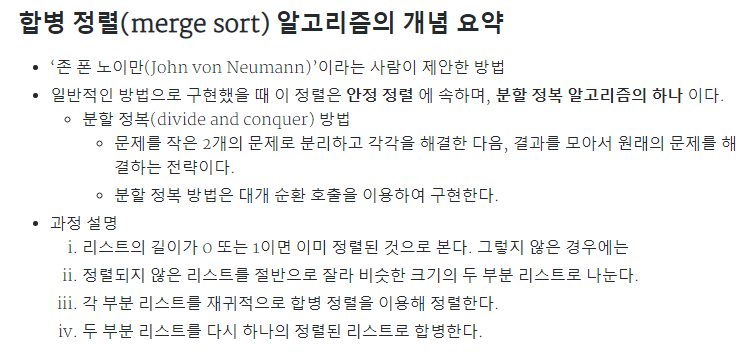 합병 정렬(merge sort) 알고리즘의 개념 요약
• ‘존 폰 노이만(John von Neumann)’이라는 사람이 제안한 방법
• 일반적인 방법으로 구현했을 때 이 정렬은 안정 정렬 에 속하며, 분할 정복 알고리즘의 하나 이다.
◦ 분할 정복(divide and conquer) 방법
◦ 문제를 작은 2개의 문제로 분리하고 각각을 해결한 다음, 결과를 모아서 원래의 문제를 해
결하는 전략이다.
◦ 분할 정복 방법은 대개 순환 호출을 이용하여 구현한다.
• 과정 설명
i. 리스트의 길이가 0 또는 1이면 이미 정렬된 것으로 본다. 그렇지 않은 경우에는
ii. 정렬되지 않은 리스트를 절반으로 잘라 비슷한 크기의 두 부분 리스트로 나눈다.
iii. 각 부분 리스트를 재귀적으로 합병 정렬을 이용해 정렬한다.
iv. 두 부분 리스트를 다시 하나의 정렬된 리스트로 합병한다.